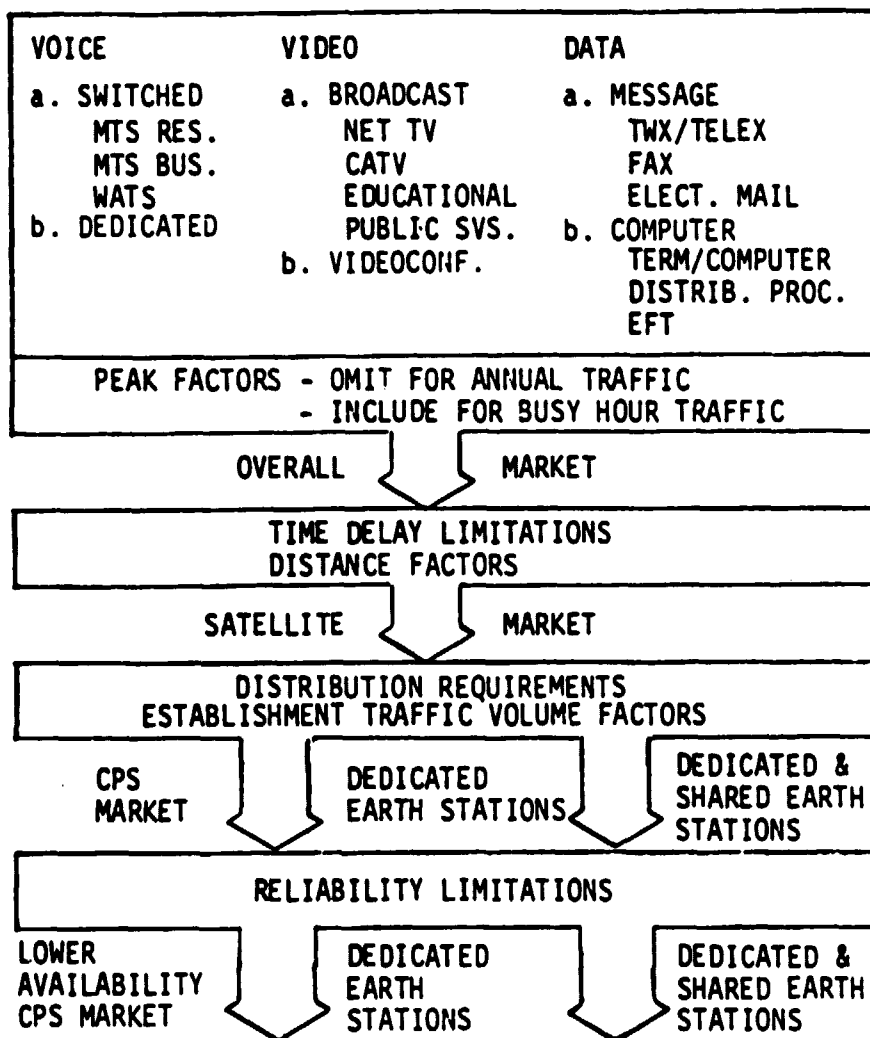 VOICE
a. SWITCHED
MTS RES.
MTS BUS.
WATS
b. DEDICATED
VIDEO
a. BROADCAST
NET TV
CATV
EDUCATIONAL
PUBLIC SVS.
b. VIDEOCONF.
DATA
a. MESSAGE
TWX/TELEX
FAX
ELECT. MAIL
b. COMPUTER
TERM/COMPUTER
DISTRIB. PROC.
EFT
PEAK FACTORS - OMIT FOR ANNUAL TRAFFIC
- INCLUDE FOR BUSY HOUR TRAFFIC
OVERALL MARKET
TIME DELAY LIMITATIONS
DISTANCE FACTORS
SATELLITE MARKET
DISTRIBUTION REQUIREMENTS
ESTABLISHMENT TRAFFIC VOLUME FACTORS
CPS
MARKET
DEDICATED
EARTH STATIONS
DEDICATED &
SHARED EARTH
STATIONS
RELIABILITY LIMITATIONS
LOWER
AVAILABILITY
CPS MARKET
DEDICATED
EARTH
STATIONS
DEDICATED &
SHARED EARTH
STATIONS